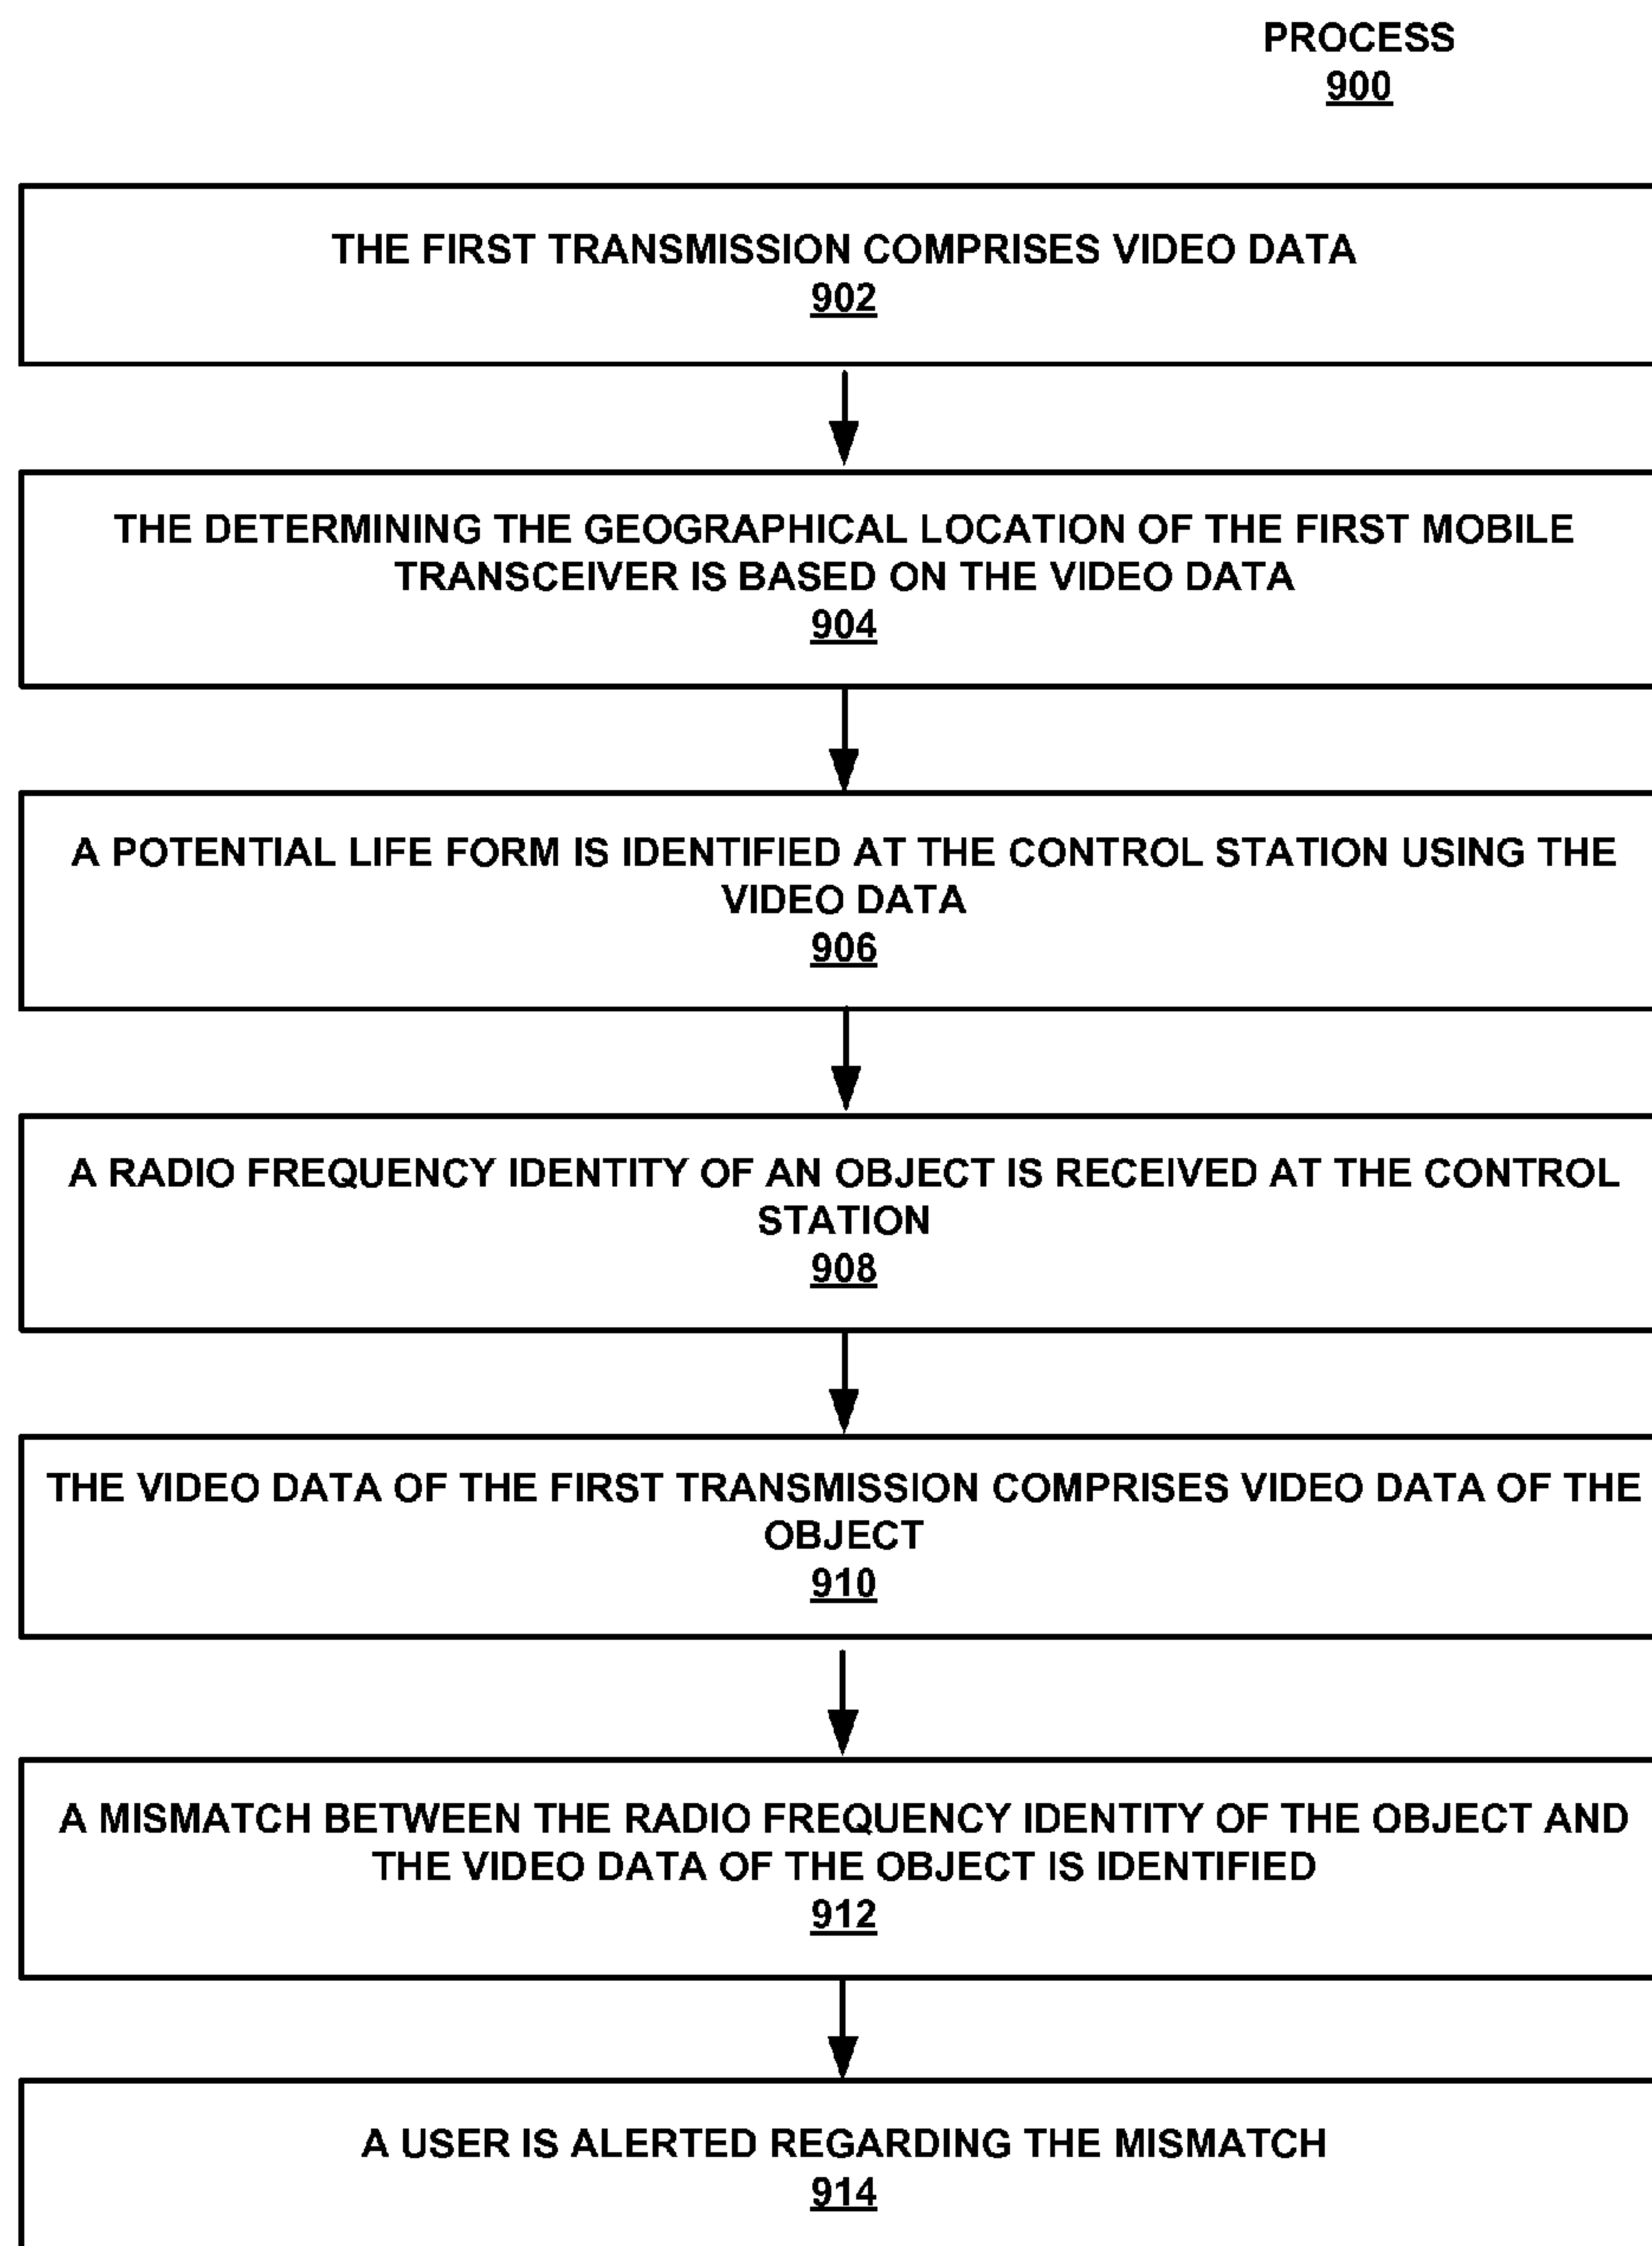 PROCESS
900
THE FIRST TRANSMISSION COMPRISES VIDEO DATA
902
THE DETERMINING THE GEOGRAPHICAL LOCATION OF THE FIRST MOBILE
TRANSCEIVER IS BASED ON THE VIDEO DATA
904
A POTENTIAL LIFE FORM IS IDENTIFIED AT THE CONTROL STATION USING THE
VIDEO DATA
906
A RADIO FREQUENCY IDENTITY OF AN OBJECT IS RECEIVED AT THE CONTROL
STATION
908
THE VIDEO DATA OF THE FIRST TRANSMISSION COMPRISES VIDEO DATA OF THE
OBJECT
910
A MISMATCH BETWEEN THE RADIO FREQUENCY IDENTITY OF THE OBJECT AND
THE VIDEO DATA OF THE OBJECT IS IDENTIFIED
912
A USER IS ALERTED REGARDING THE MISMATCH
914